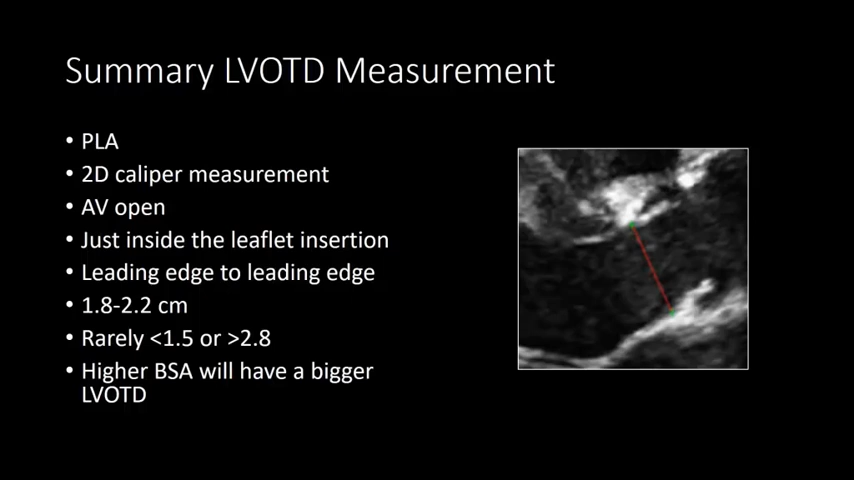 Summary LVOTD Measurement
• PLA
• 2D caliper measurement
• AV open
• Just inside the leaflet insertion
• Leading edge to leading edge
• 1.8-2.2 cm
• Rarely <1.5 or >2.8
• Higher BSA will have a bigger
LVOTD